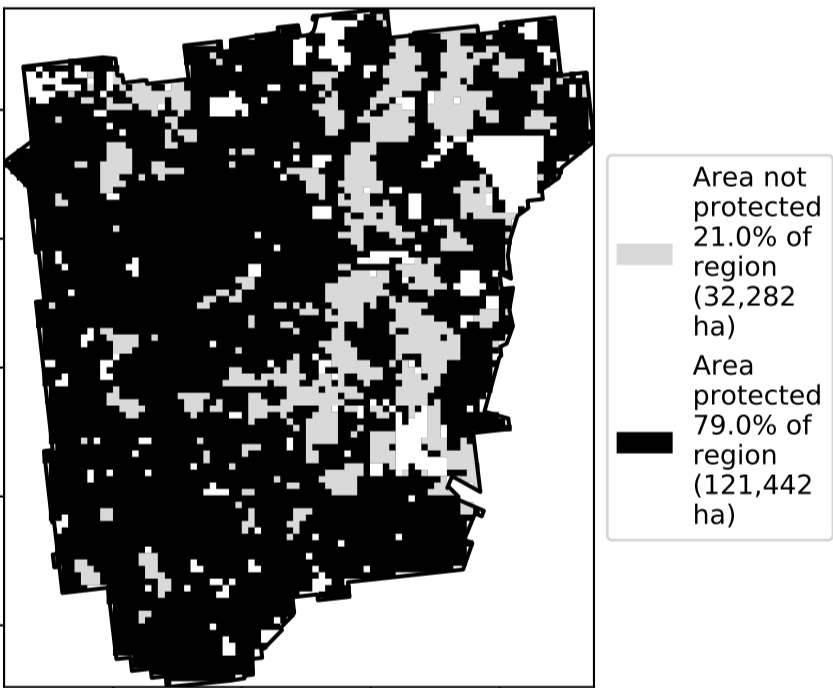 Area not
protected
21.0% of
region
(32,282
ha)
Area
protected
79.0% of
region
(121,442
ha)